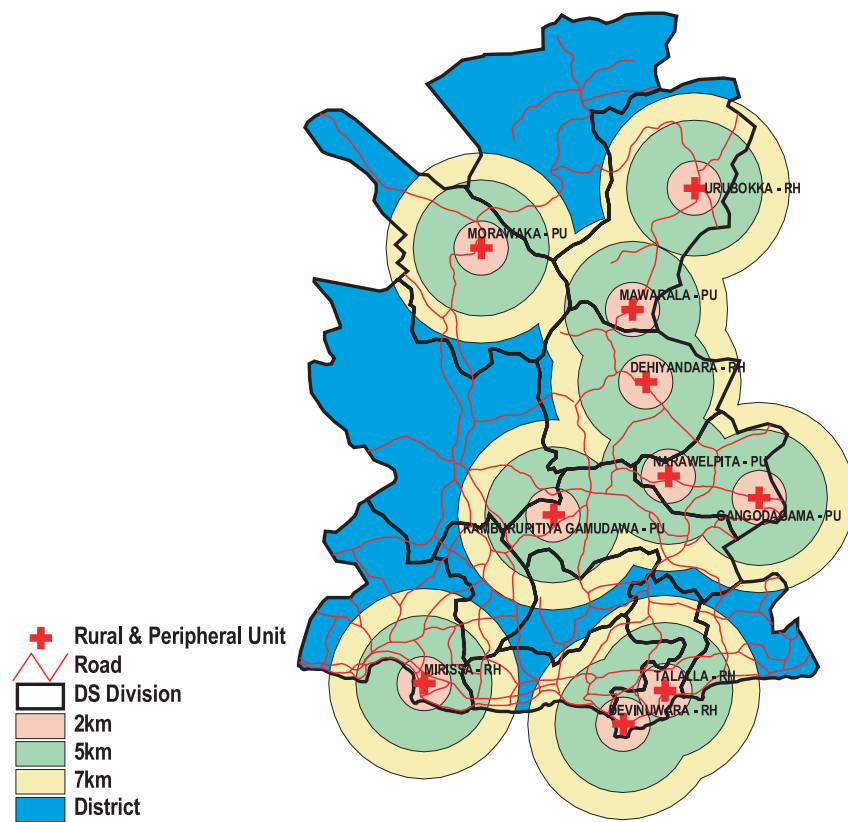 URUBOKKA - RH
MORAWAKA - PU
MAWARALA - PU
DEHIYANDARA - RH
NARAWELPITA - PU
GANGODAGAMA - PU
KAMBURUPITIYA GAMUDAWA - PU
MIRISSA - RH
TALALLA - RH
DEVINUWARA - RH
Rural & Peripheral Unit
Road
DS Division
2km
5km
7km
District